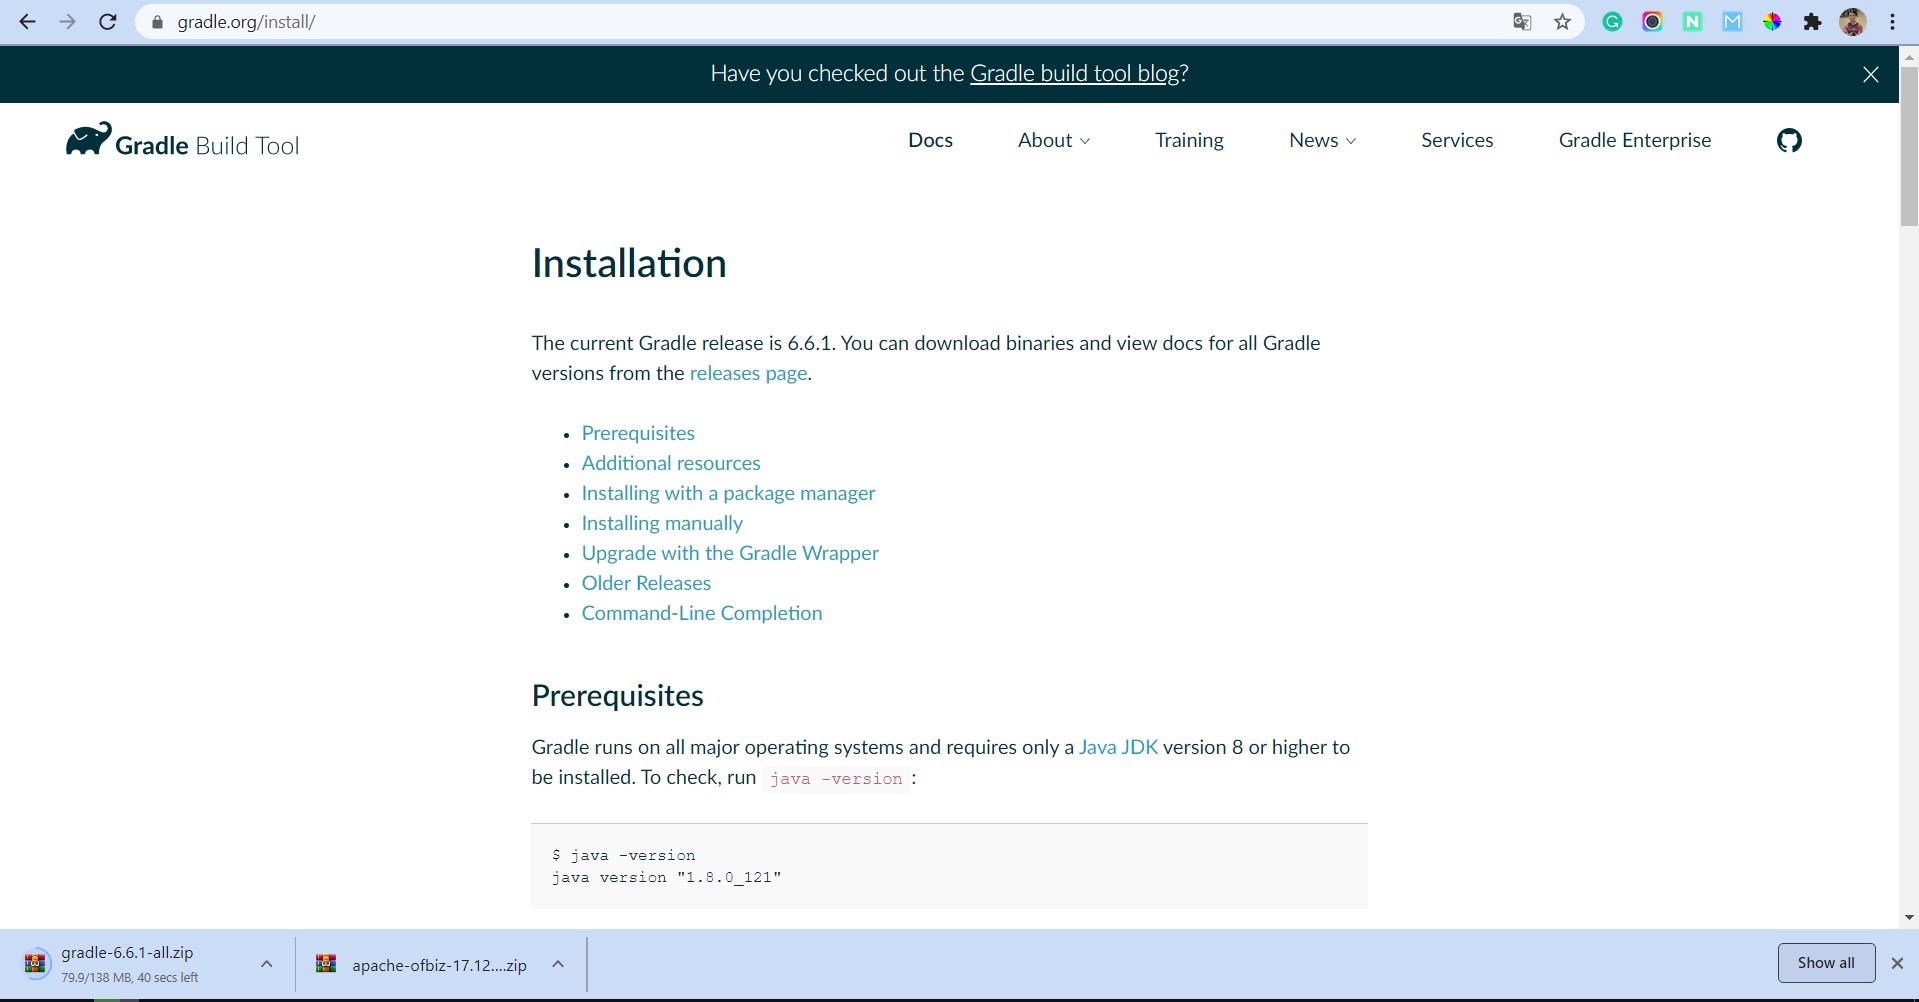 gradle.org/install/
Have you checked out the Gradle build tool blog?
Gradle Build Tool
Docs
About
Training
News
Services
Gradle Enterprise
Installation
The current Gradle release is 6.6.1. You can download binaries and view docs for all Gradle
versions from the releases page.
• Prerequisites
• Additional resources
• Installing with a package manager
• Installing manually
• Upgrade with the Gradle Wrapper
• Older Releases
• Command-Line Completion
Prerequisites
Gradle runs on all major operating systems and requires only a Java JDK version 8 or higher to
be installed. To check, run java -version :
$ java -version
java version "1.8.0_121"
gradle-6.6.1-all.zip
79.9/138 MB, 40 secs left
apache-ofbiz-17.12....zip
Show all